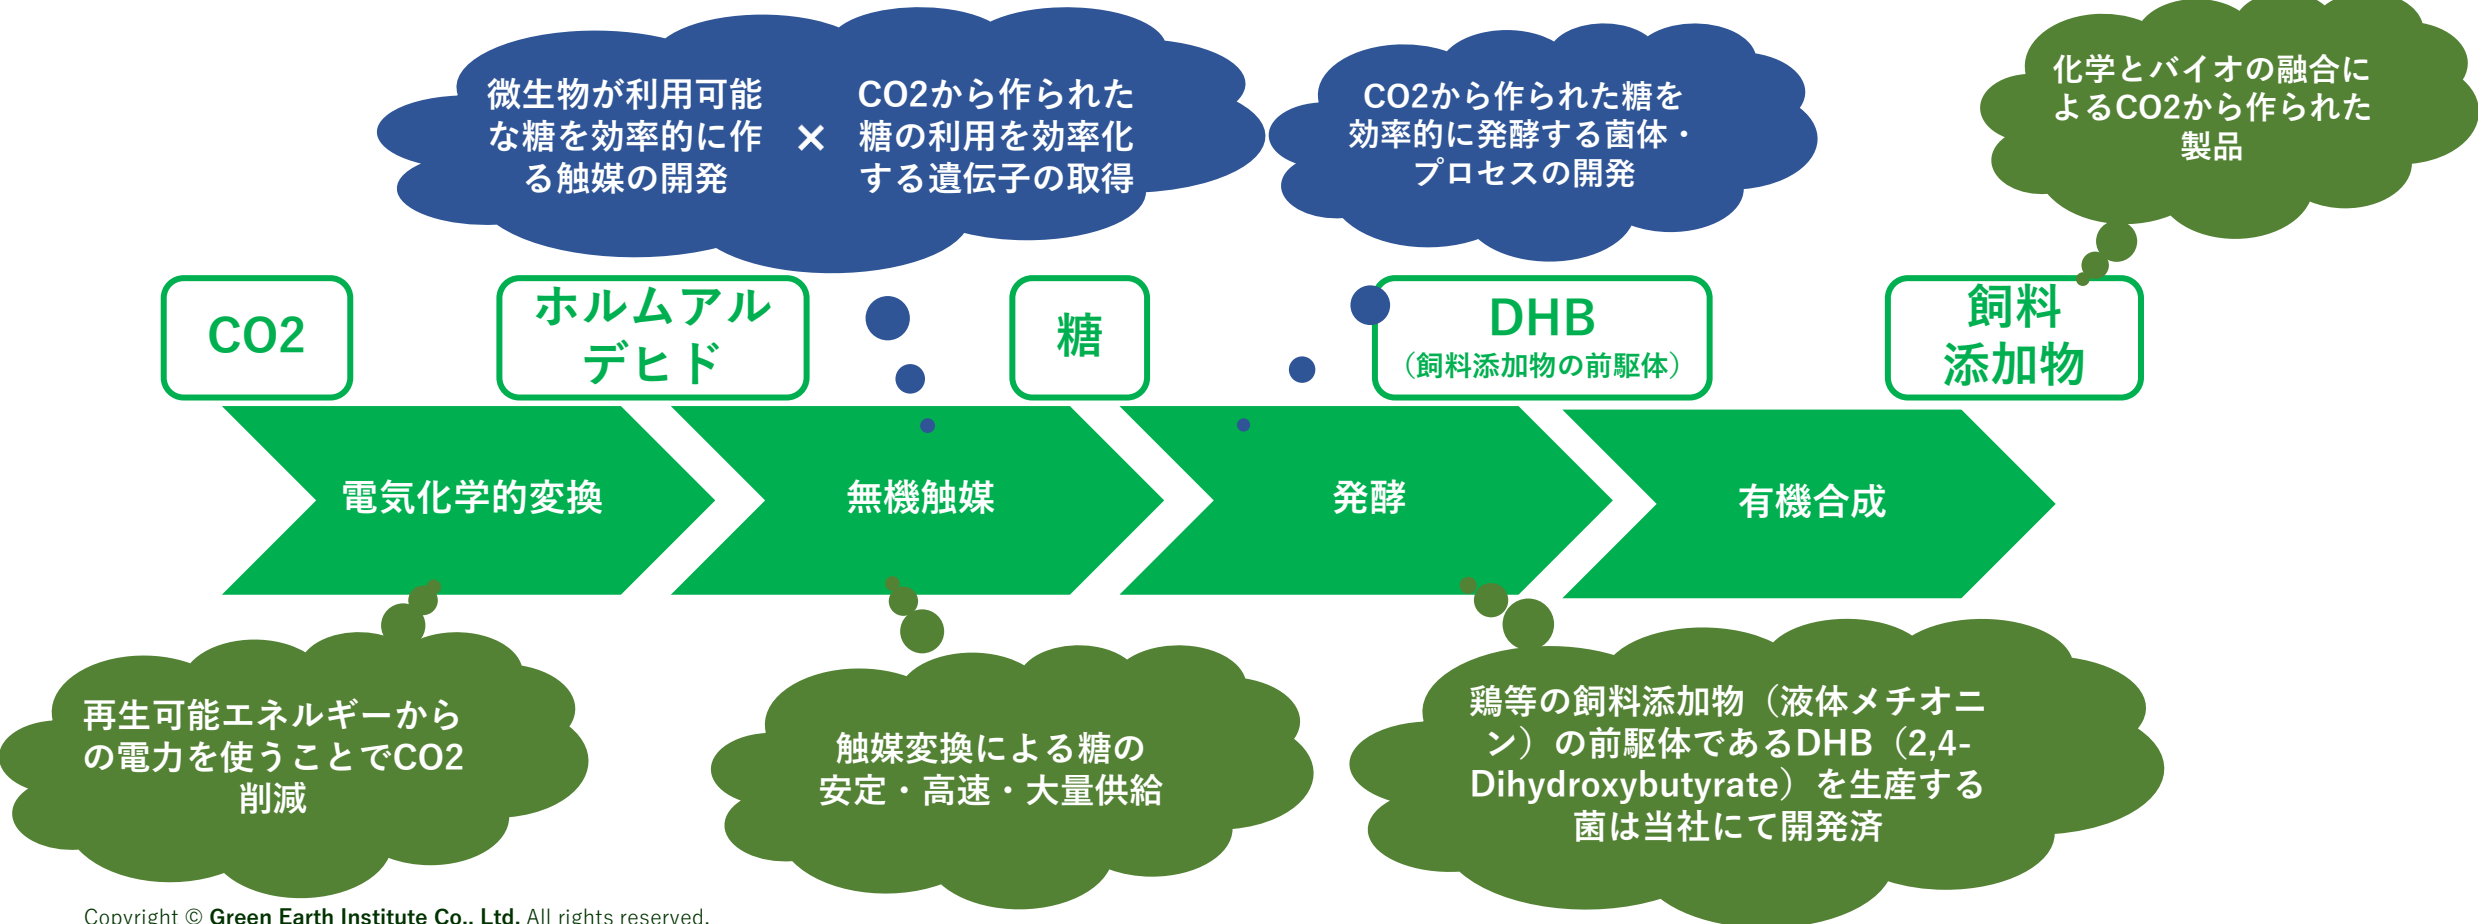 微生物が利用可能
な糖を効率的に作
る触媒の開発
×
CO2から作られた
糖の利用を効率化
する遺伝子の取得
CO2から作られた糖を
効率的に発酵する菌体・
プロセスの開発
化学とバイオの融合に
よるCO2から作られた
製品
CO2
ホルムアル
デヒド
糖
DHB
（飼料添加物の前駆体）
飼料
添加物
電気化学的変換
無機触媒
発酵
有機合成
再生可能エネルギーから
の電力を使うことでCO2
削減
触媒変換による糖の
安定・高速・大量供給
鶏等の飼料添加物（液体メチオニ
ン）の前駆体であるDHB（2,4-
Dihydroxybutyrate）を生産する
菌は当社にて開発済
Copyright © Green Earth Institute Co., Ltd. All rights reserved.